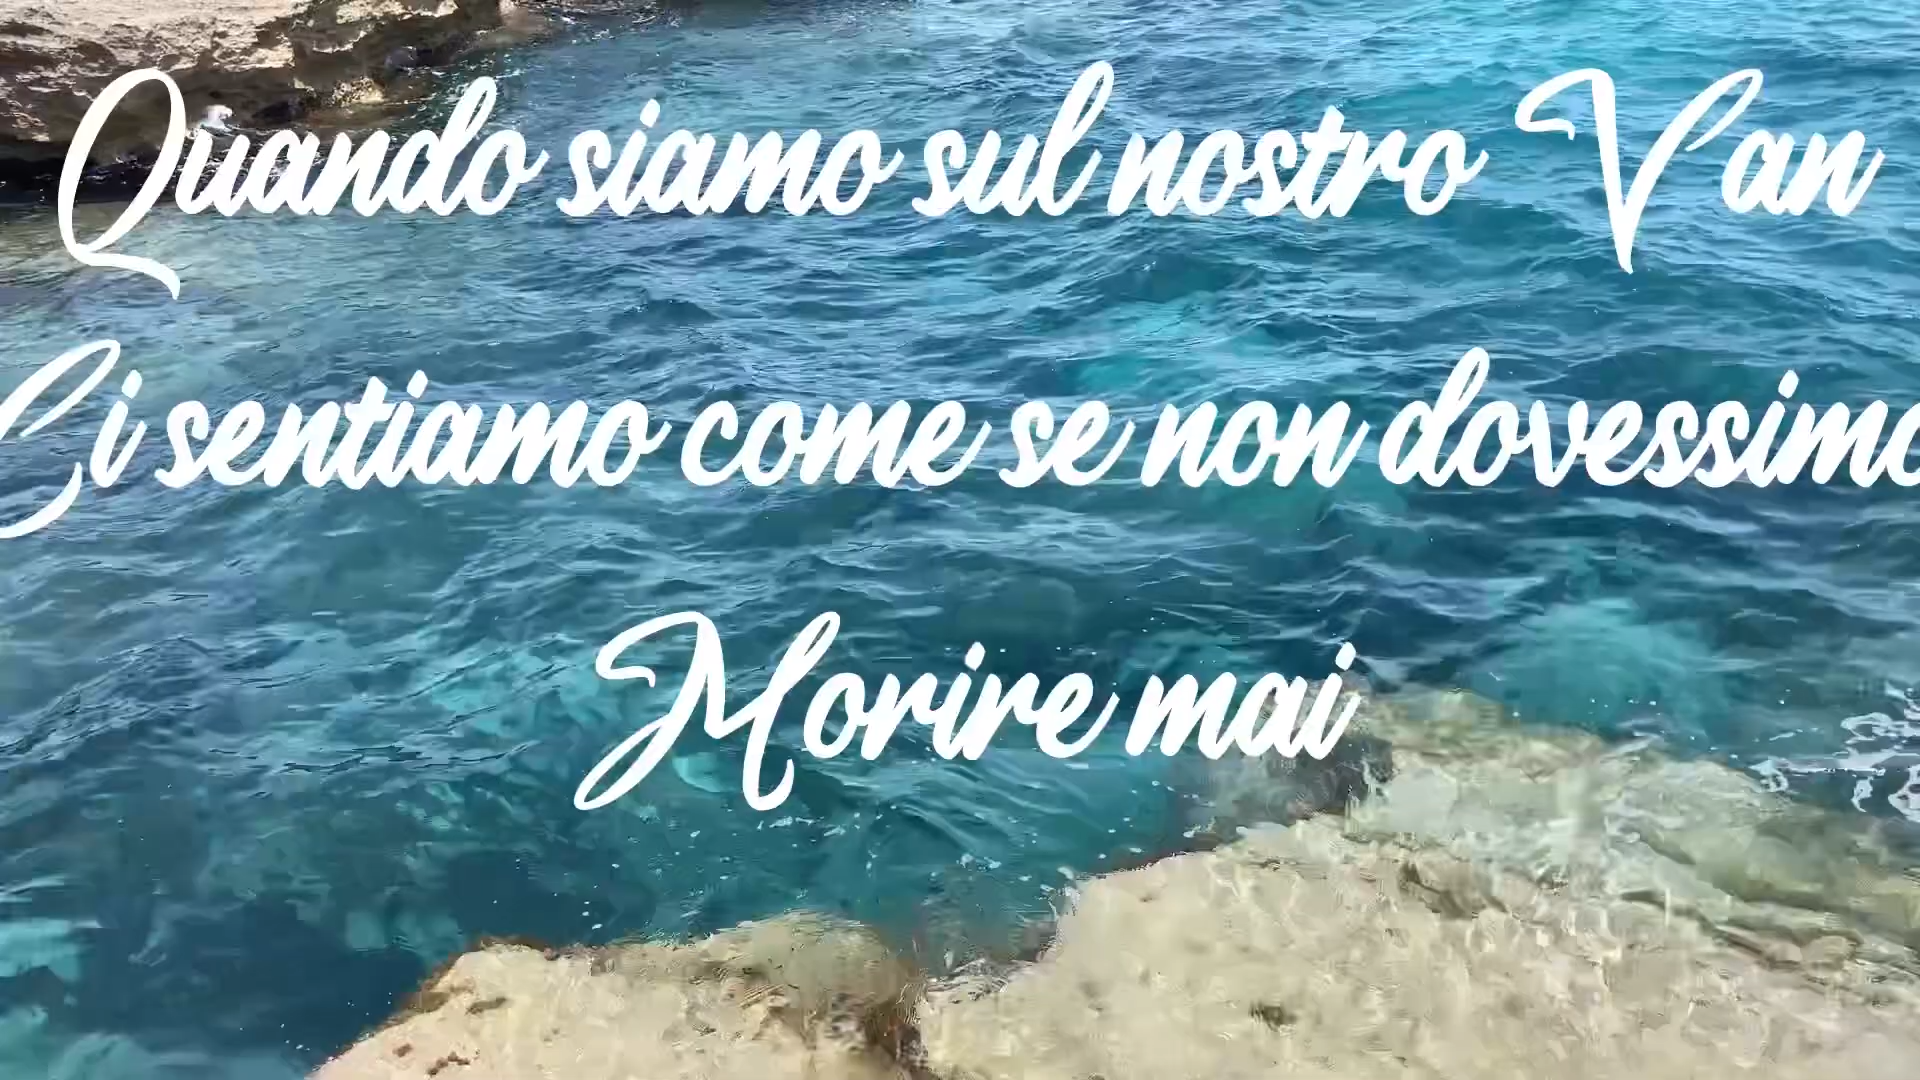 Quando siamo sul nostro Van
Ci sentiamo come se non dovessimo
Morire mai